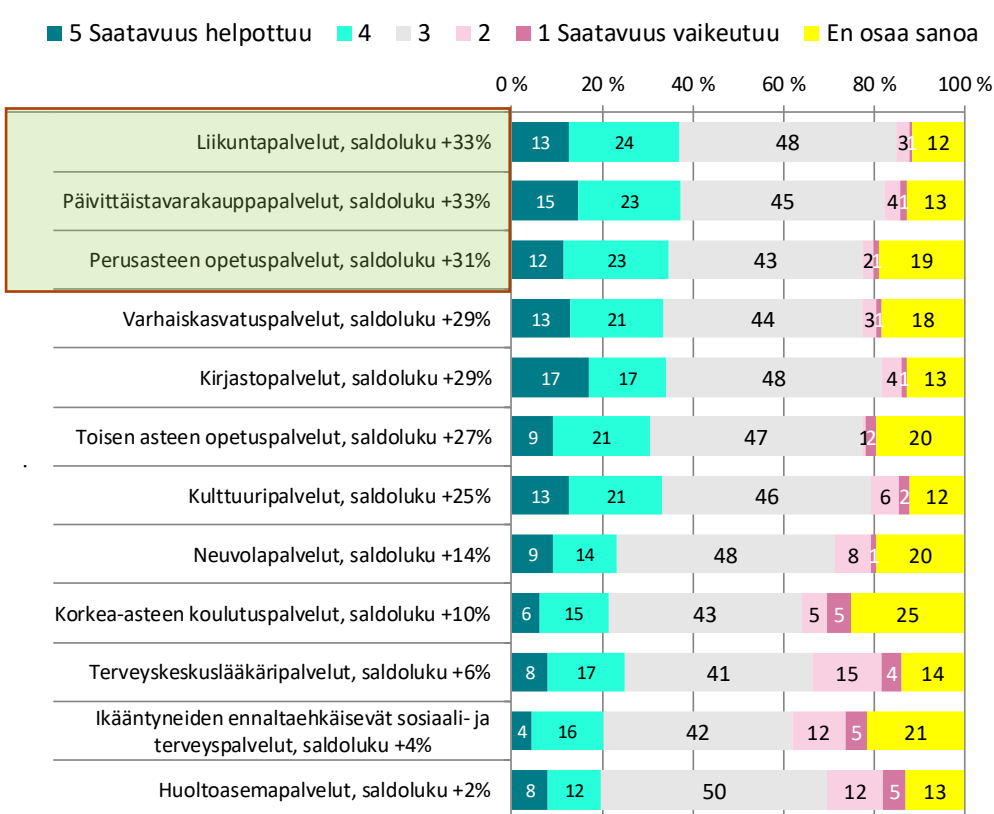 5 Saatavuus helpottuu 4 3 2 1 Saatavuus vaikeutuu En osaa sanoa
0 % 20 % 40 % 60 % 80 % 100 %
Liikuntapalvelut, saldoluku +33% 13 24 48 3 1 12
Päivittäistavarakauppapalvelut, saldoluku +33% 15 23 45 4 1 13
Perusasteen opetuspalvelut, saldoluku +31% 12 23 43 2 1 19
Varhaiskasvatuspalvelut, saldoluku +29% 13 21 44 3 1 18
Kirjastopalvelut, saldoluku +29% 17 17 48 4 1 13
Toisen asteen opetuspalvelut, saldoluku +27% 9 21 47 1 2 20
.
Kulttuuripalvelut, saldoluku +25% 13 21 46 6 2 12
Neuvolapalvelut, saldoluku +14% 9 14 48 8 1 20
Korkea-asteen koulutuspalvelut, saldoluku +10% 6 15 43 5 5 25
Terveyskeskuslääkäripalvelut, saldoluku +6% 8 17 41 15 4 14
Ikääntyneiden ennaltaehkäisevät sosiaali- ja
terveyspalvelut, saldoluku +4% 4 16 42 12 5 21
Huoltoasemapalvelut, saldoluku +2% 8 12 50 12 5 13